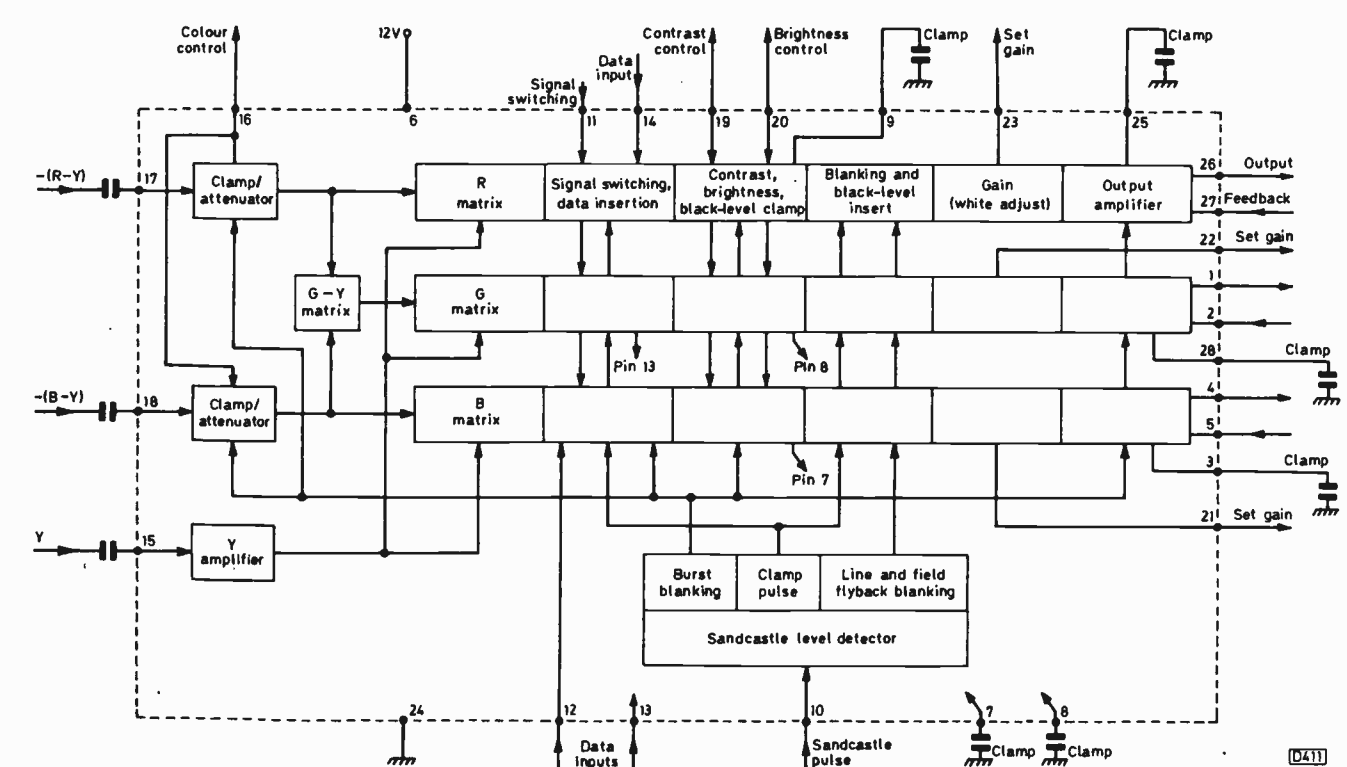 Colour
control
12V
Contrast
control
Brightness
control
Clamp
Set
gain
Clamp
Data
input
Signal
switching
16
6
11
14
19
20
9
23
25
-(R-Y)
17
Clamp/
attenuator
R
matrix
Signal switching,
data insertion
Contrast,
brightness,
black-level clamp
Blanking and
black-level
insert
Gain
(white adjust)
Output
amplifier
26
Output
27
Feedback
22
Set gain
G-Y
matrix
G
matrix
1
2
Pin 13
Pin 8
28
Clamp
-(B-Y)
18
Clamp/
attenuator
B
matrix
4
5
Pin 7
3
Clamp
21
Set gain
Y
15
Y
amplifier
Burst
blanking
Clamp
pulse
Line and field
flyback blanking
Sandcastle level detector
24
12
13
10
7
8
Data
inputs
Sandcastle
pulse
Clamp
Clamp
D411